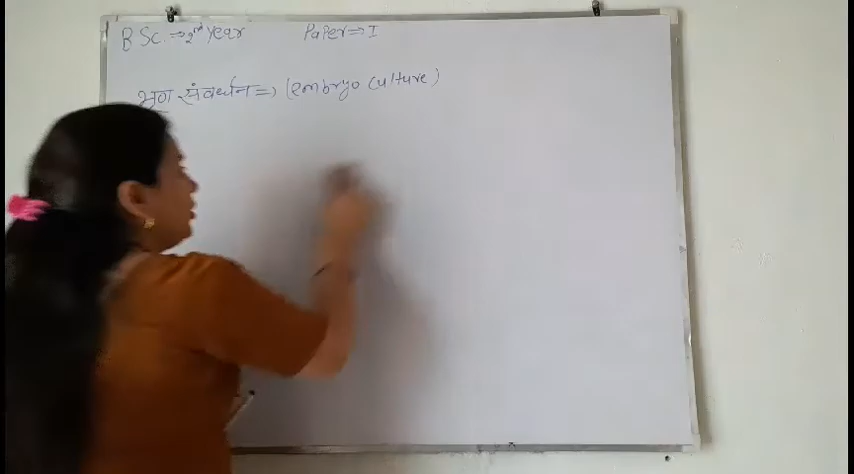 B Sc. ⇒ 2nd Year Paper ⇒ I
भ्रूण संवर्धन ⇒ (embryo culture)